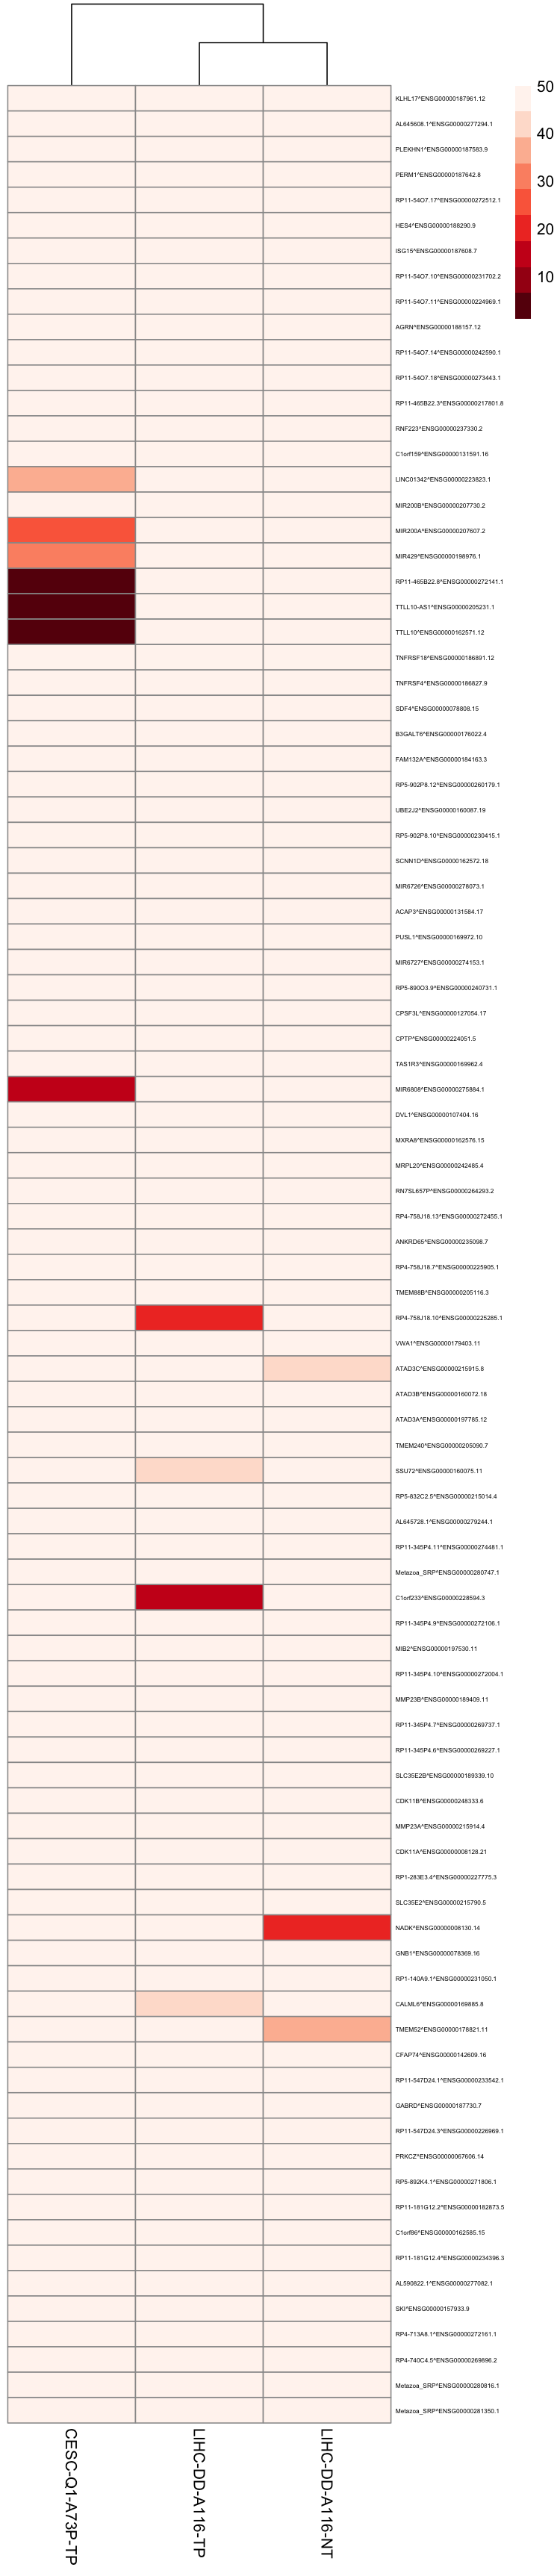 50
40
30
20
10
KLHL17^ENSG00000187961.12
AL645608.1^ENSG00000277294.1
PLEKHN1^ENSG00000187583.9
PERM1^ENSG00000187642.8
RP11-54O7.17^ENSG00000272512.1
HES4^ENSG00000188290.9
ISG15^ENSG00000187608.7
RP11-54O7.10^ENSG00000231702.2
RP11-54O7.11^ENSG00000224969.1
AGRN^ENSG00000188157.12
RP11-54O7.14^ENSG00000242590.1
RP11-54O7.18^ENSG00000273443.1
RP11-465B22.3^ENSG00000217801.8
RNF223^ENSG00000237330.2
C1orf159^ENSG00000131591.16
LINC01342^ENSG00000223823.1
MIR200B^ENSG00000207730.2
MIR200A^ENSG00000207607.2
MIR429^ENSG00000198976.1
RP11-465B22.8^ENSG00000272141.1
TTLL10-AS1^ENSG00000205231.1
TTLL10^ENSG00000162571.12
TNFRSF18^ENSG00000186891.12
TNFRSF4^ENSG00000186827.9
SDF4^ENSG00000078808.15
B3GALT6^ENSG00000176022.4
FAM132A^ENSG00000184163.3
RP5-902P8.12^ENSG00000260179.1
UBE2J2^ENSG00000160087.19
RP5-902P8.10^ENSG00000230415.1
SCNN1D^ENSG00000162572.18
MIR6726^ENSG00000278073.1
ACAP3^ENSG00000131584.17
PUSL1^ENSG00000169972.10
MIR6727^ENSG00000274153.1
RP5-890O3.9^ENSG00000240731.1
CPSF3L^ENSG00000127054.17
CPTP^ENSG00000224051.5
TAS1R3^ENSG00000169962.4
MIR6808^ENSG00000275884.1
DVL1^ENSG00000107404.16
MXRA8^ENSG00000162576.15
MRPL20^ENSG00000242485.4
RN7SL657P^ENSG00000264293.2
RP4-758J18.13^ENSG00000272455.1
ANKRD65^ENSG00000235098.7
RP4-758J18.7^ENSG00000225905.1
TMEM88B^ENSG00000205116.3
RP4-758J18.10^ENSG00000225285.1
VWA1^ENSG00000179403.11
ATAD3C^ENSG00000215915.8
ATAD3B^ENSG00000160072.18
ATAD3A^ENSG00000197785.12
TMEM240^ENSG00000205090.7
SSU72^ENSG00000160075.11
RP5-832C2.5^ENSG00000215014.4
AL645728.1^ENSG00000279244.1
RP11-345P4.11^ENSG00000274481.1
Metazoa_SRP^ENSG00000280747.1
C1orf233^ENSG00000228594.3
RP11-345P4.9^ENSG00000272106.1
MIB2^ENSG00000197530.11
RP11-345P4.10^ENSG00000272004.1
MMP23B^ENSG00000189409.11
RP11-345P4.7^ENSG00000269737.1
RP11-345P4.6^ENSG00000269227.1
SLC35E2B^ENSG00000189339.10
CDK11B^ENSG00000248333.6
MMP23A^ENSG00000215914.4
CDK11A^ENSG00000008128.21
RP1-283E3.4^ENSG00000227775.3
SLC35E2^ENSG00000215790.5
NADK^ENSG00000008130.14
GNB1^ENSG00000078369.16
RP1-140A9.1^ENSG00000231050.1
CALML6^ENSG00000169885.8
TMEM52^ENSG00000178821.11
CFAP74^ENSG00000142609.16
RP11-547D24.1^ENSG00000233542.1
GABRD^ENSG00000187730.7
RP11-547D24.3^ENSG00000226969.1
PRKCZ^ENSG00000067606.14
RP5-892K4.1^ENSG00000271806.1
RP11-181G12.2^ENSG00000182873.5
C1orf86^ENSG00000162585.15
RP11-181G12.4^ENSG00000234396.3
AL590822.1^ENSG00000277082.1
SKI^ENSG00000157933.9
RP4-713A8.1^ENSG00000272161.1
RP4-740C4.5^ENSG00000269896.2
Metazoa_SRP^ENSG00000280816.1
Metazoa_SRP^ENSG00000281350.1
CESC-Q1-A73P-TP
LIHC-DD-A116-TP
LIHC-DD-A116-NT